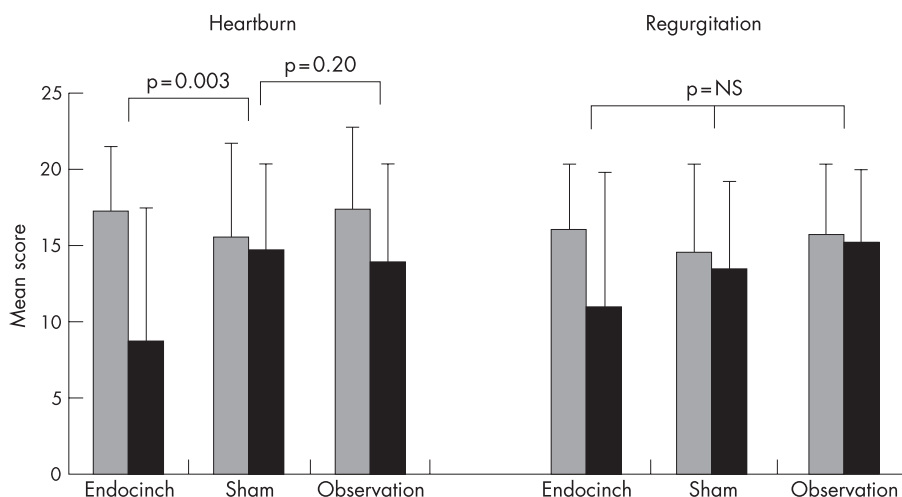 Heartburn
Regurgitation
p=0.003
p=0.20
p=NS
25
20
15
10
5
0
Mean score
Endocinch
Sham
Observation
Endocinch
Sham
Observation